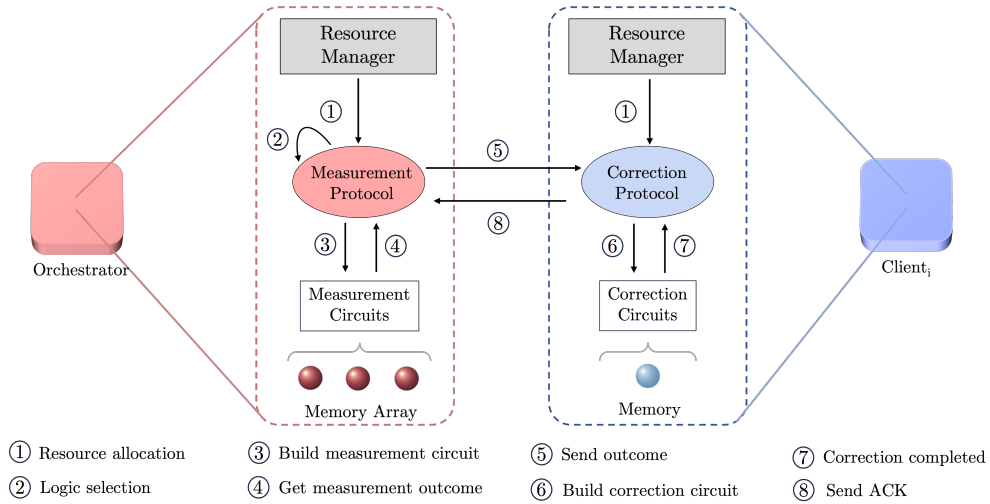 Resource
Manager
①
②
Measurement
Protocol
③
④
Measurement
Circuits
Memory Array
Orchestrator
⑤
⑧
Resource
Manager
①
Correction
Protocol
⑥
⑦
Correction
Circuits
Memory
Clientᵢ
① Resource allocation
② Logic selection
③ Build measurement circuit
④ Get measurement outcome
⑤ Send outcome
⑥ Build correction circuit
⑦ Correction completed
⑧ Send ACK